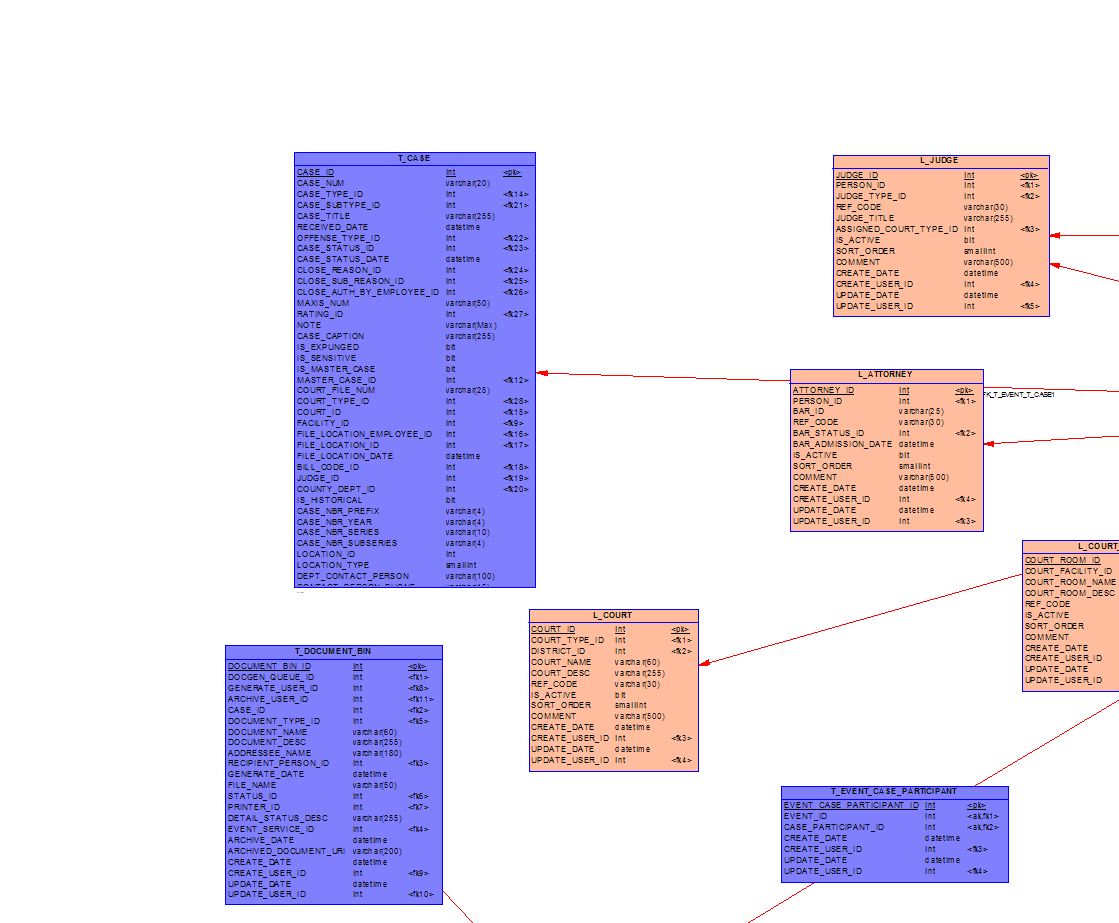 T_CASE
CASE_ID int <pk>
CASE_NUM varchar(20)
CASE_TYPE_ID int <fk14>
CASE_SUBTYPE_ID int <fk21>
CASE_TITLE varchar(255)
RECEIVED_DATE datetime
OFFENSE_TYPE_ID int <fk22>
CASE_STATUS_ID int <fk23>
CASE_STATUS_DATE datetime
CLOSE_REASON_ID int <fk24>
CLOSE_SUB_REASON_ID int <fk25>
CLOSE_AUTH_BY_EMPLOYEE_ID int <fk26>
MAXIS_NUM varchar(50)
RATING_ID int <fk27>
NOTE varchar(Max)
CASE_CAPTION varchar(255)
IS_EXPUNGED bit
IS_SENSITIVE bit
IS_MASTER_CASE bit
MASTER_CASE_ID int <fk12>
COURT_FILE_NUM varchar(25)
COURT_TYPE_ID int <fk28>
COURT_ID int <fk15>
FACILITY_ID int <fk9>
FILE_LOCATION_EMPLOYEE_ID int <fk16>
FILE_LOCATION_ID int <fk17>
FILE_LOCATION_DATE datetime
BILL_CODE_ID int <fk18>
JUDGE_ID int <fk19>
COUNTY_DEPT_ID int <fk20>
IS_HISTORICAL bit
CASE_NBR_PREFIX varchar(4)
CASE_NBR_YEAR varchar(4)
CASE_NBR_SERIES varchar(10)
CASE_NBR_SUBSERIES varchar(4)
LOCATION_ID int
LOCATION_TYPE smallint
DEPT_CONTACT_PERSON varchar(100)
L_JUDGE
JUDGE_ID int <pk>
PERSON_ID int <fk1>
JUDGE_TYPE_ID int <fk2>
REF_CODE varchar(30)
JUDGE_TITLE varchar(255)
ASSIGNED_COURT_TYPE_ID int <fk3>
IS_ACTIVE bit
SORT_ORDER smallint
COMMENT varchar(500)
CREATE_DATE datetime
CREATE_USER_ID int <fk4>
UPDATE_DATE datetime
UPDATE_USER_ID int <fk5>
L_ATTORNEY
ATTORNEY_ID int <pk>
PERSON_ID int <fk1>
BAR_ID varchar(25)
REF_CODE varchar(30)
BAR_STATUS_ID int <fk2>
BAR_ADMISSION_DATE datetime
IS_ACTIVE bit
SORT_ORDER smallint
COMMENT varchar(500)
CREATE_DATE datetime
CREATE_USER_ID int <fk4>
UPDATE_DATE datetime
UPDATE_USER_ID int <fk3>
FK_T_EVENT_T_CASE1
L_COURT
COURT_ROOM_ID
COURT_FACILITY_ID
COURT_ROOM_NAME
COURT_ROOM_DESC
REF_CODE
IS_ACTIVE
SORT_ORDER
COMMENT
CREATE_DATE
CREATE_USER_ID
UPDATE_DATE
UPDATE_USER_ID
L_COURT
COURT_ID int <pk>
COURT_TYPE_ID int <fk1>
DISTRICT_ID int <fk2>
COURT_NAME varchar(60)
COURT_DESC varchar(255)
REF_CODE varchar(30)
IS_ACTIVE bit
SORT_ORDER smallint
COMMENT varchar(500)
CREATE_DATE datetime
CREATE_USER_ID int <fk3>
UPDATE_DATE datetime
UPDATE_USER_ID int <fk4>
T_DOCUMENT_BIN
DOCUMENT_BIN_ID int <pk>
DOCGEN_QUEUE_ID int <fk1>
GENERATE_USER_ID int <fk8>
ARCHIVE_USER_ID int <fk11>
CASE_ID int <fk2>
DOCUMENT_TYPE_ID int <fk5>
DOCUMENT_NAME varchar(60)
DOCUMENT_DESC varchar(255)
ADDRESSEE_NAME varchar(180)
RECIPIENT_PERSON_ID int <fk3>
GENERATE_DATE datetime
FILE_NAME varchar(50)
STATUS_ID int <fk6>
PRINTER_ID int <fk7>
DETAIL_STATUS_DESC varchar(255)
EVENT_SERVICE_ID int <fk4>
ARCHIVE_DATE datetime
ARCHIVED_DOCUMENT_URI varchar(200)
CREATE_DATE datetime
CREATE_USER_ID int <fk9>
UPDATE_DATE datetime
UPDATE_USER_ID int <fk10>
T_EVENT_CASE_PARTICIPANT
EVENT_CASE_PARTICIPANT_ID int <pk>
EVENT_ID int <ak,fk1>
CASE_PARTICIPANT_ID int <ak,fk2>
CREATE_DATE datetime
CREATE_USER_ID int <fk3>
UPDATE_DATE datetime
UPDATE_USER_ID int <fk4>